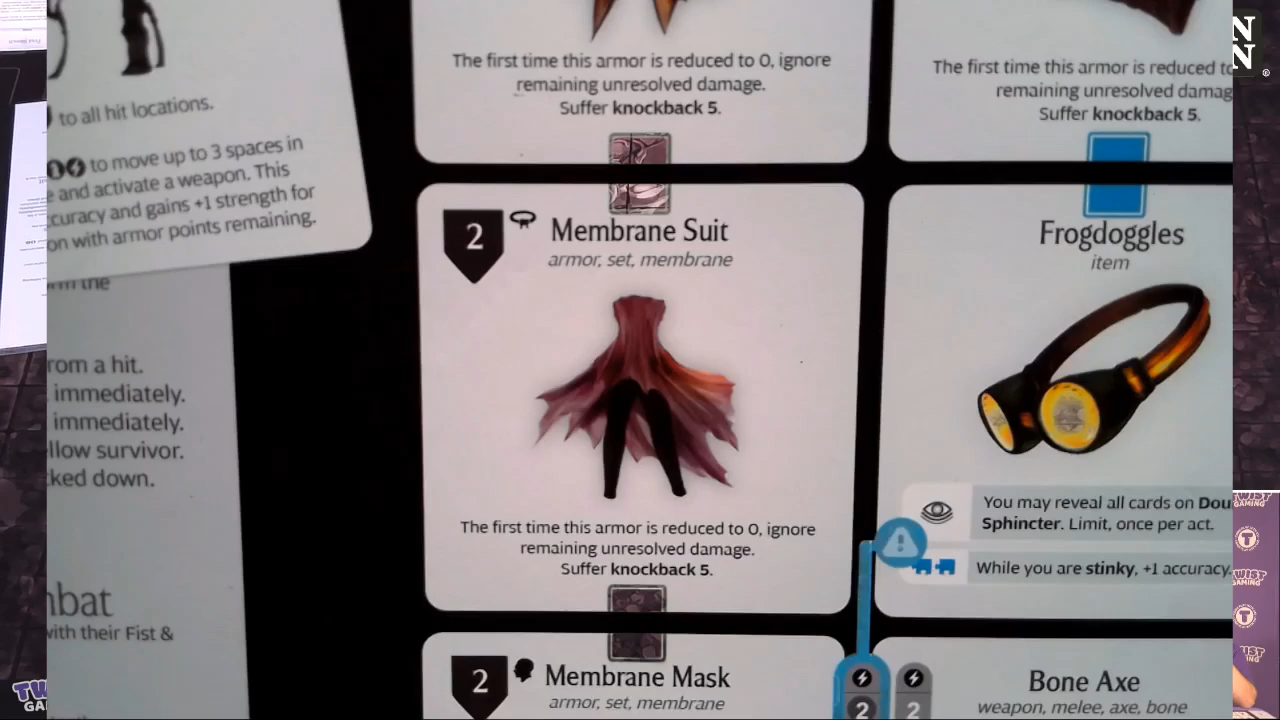 to all hit locations.
to move up to 3 spaces in
e and activate a weapon. This
curacy and gains +1 strength for
on with armor points remaining.
rom a hit.
immediately.
immediately.
llow survivor.
ked down.
with their Fist &
The first time this armor is reduced to 0, ignore
remaining unresolved damage.
Suffer knockback 5.
The first time this armor is reduced to
remaining unresolved damag
Suffer knockback 5.
2
Membrane Suit
armor, set, membrane
The first time this armor is reduced to 0, ignore
remaining unresolved damage.
Suffer knockback 5.
Frogdoggles
item
You may reveal all cards on Dou
Sphincter. Limit, once per act.
While you are stinky, +1 accuracy.
2
Membrane Mask
armor, set, membrane
2 2
Bone Axe
weapon, melee, axe, bone